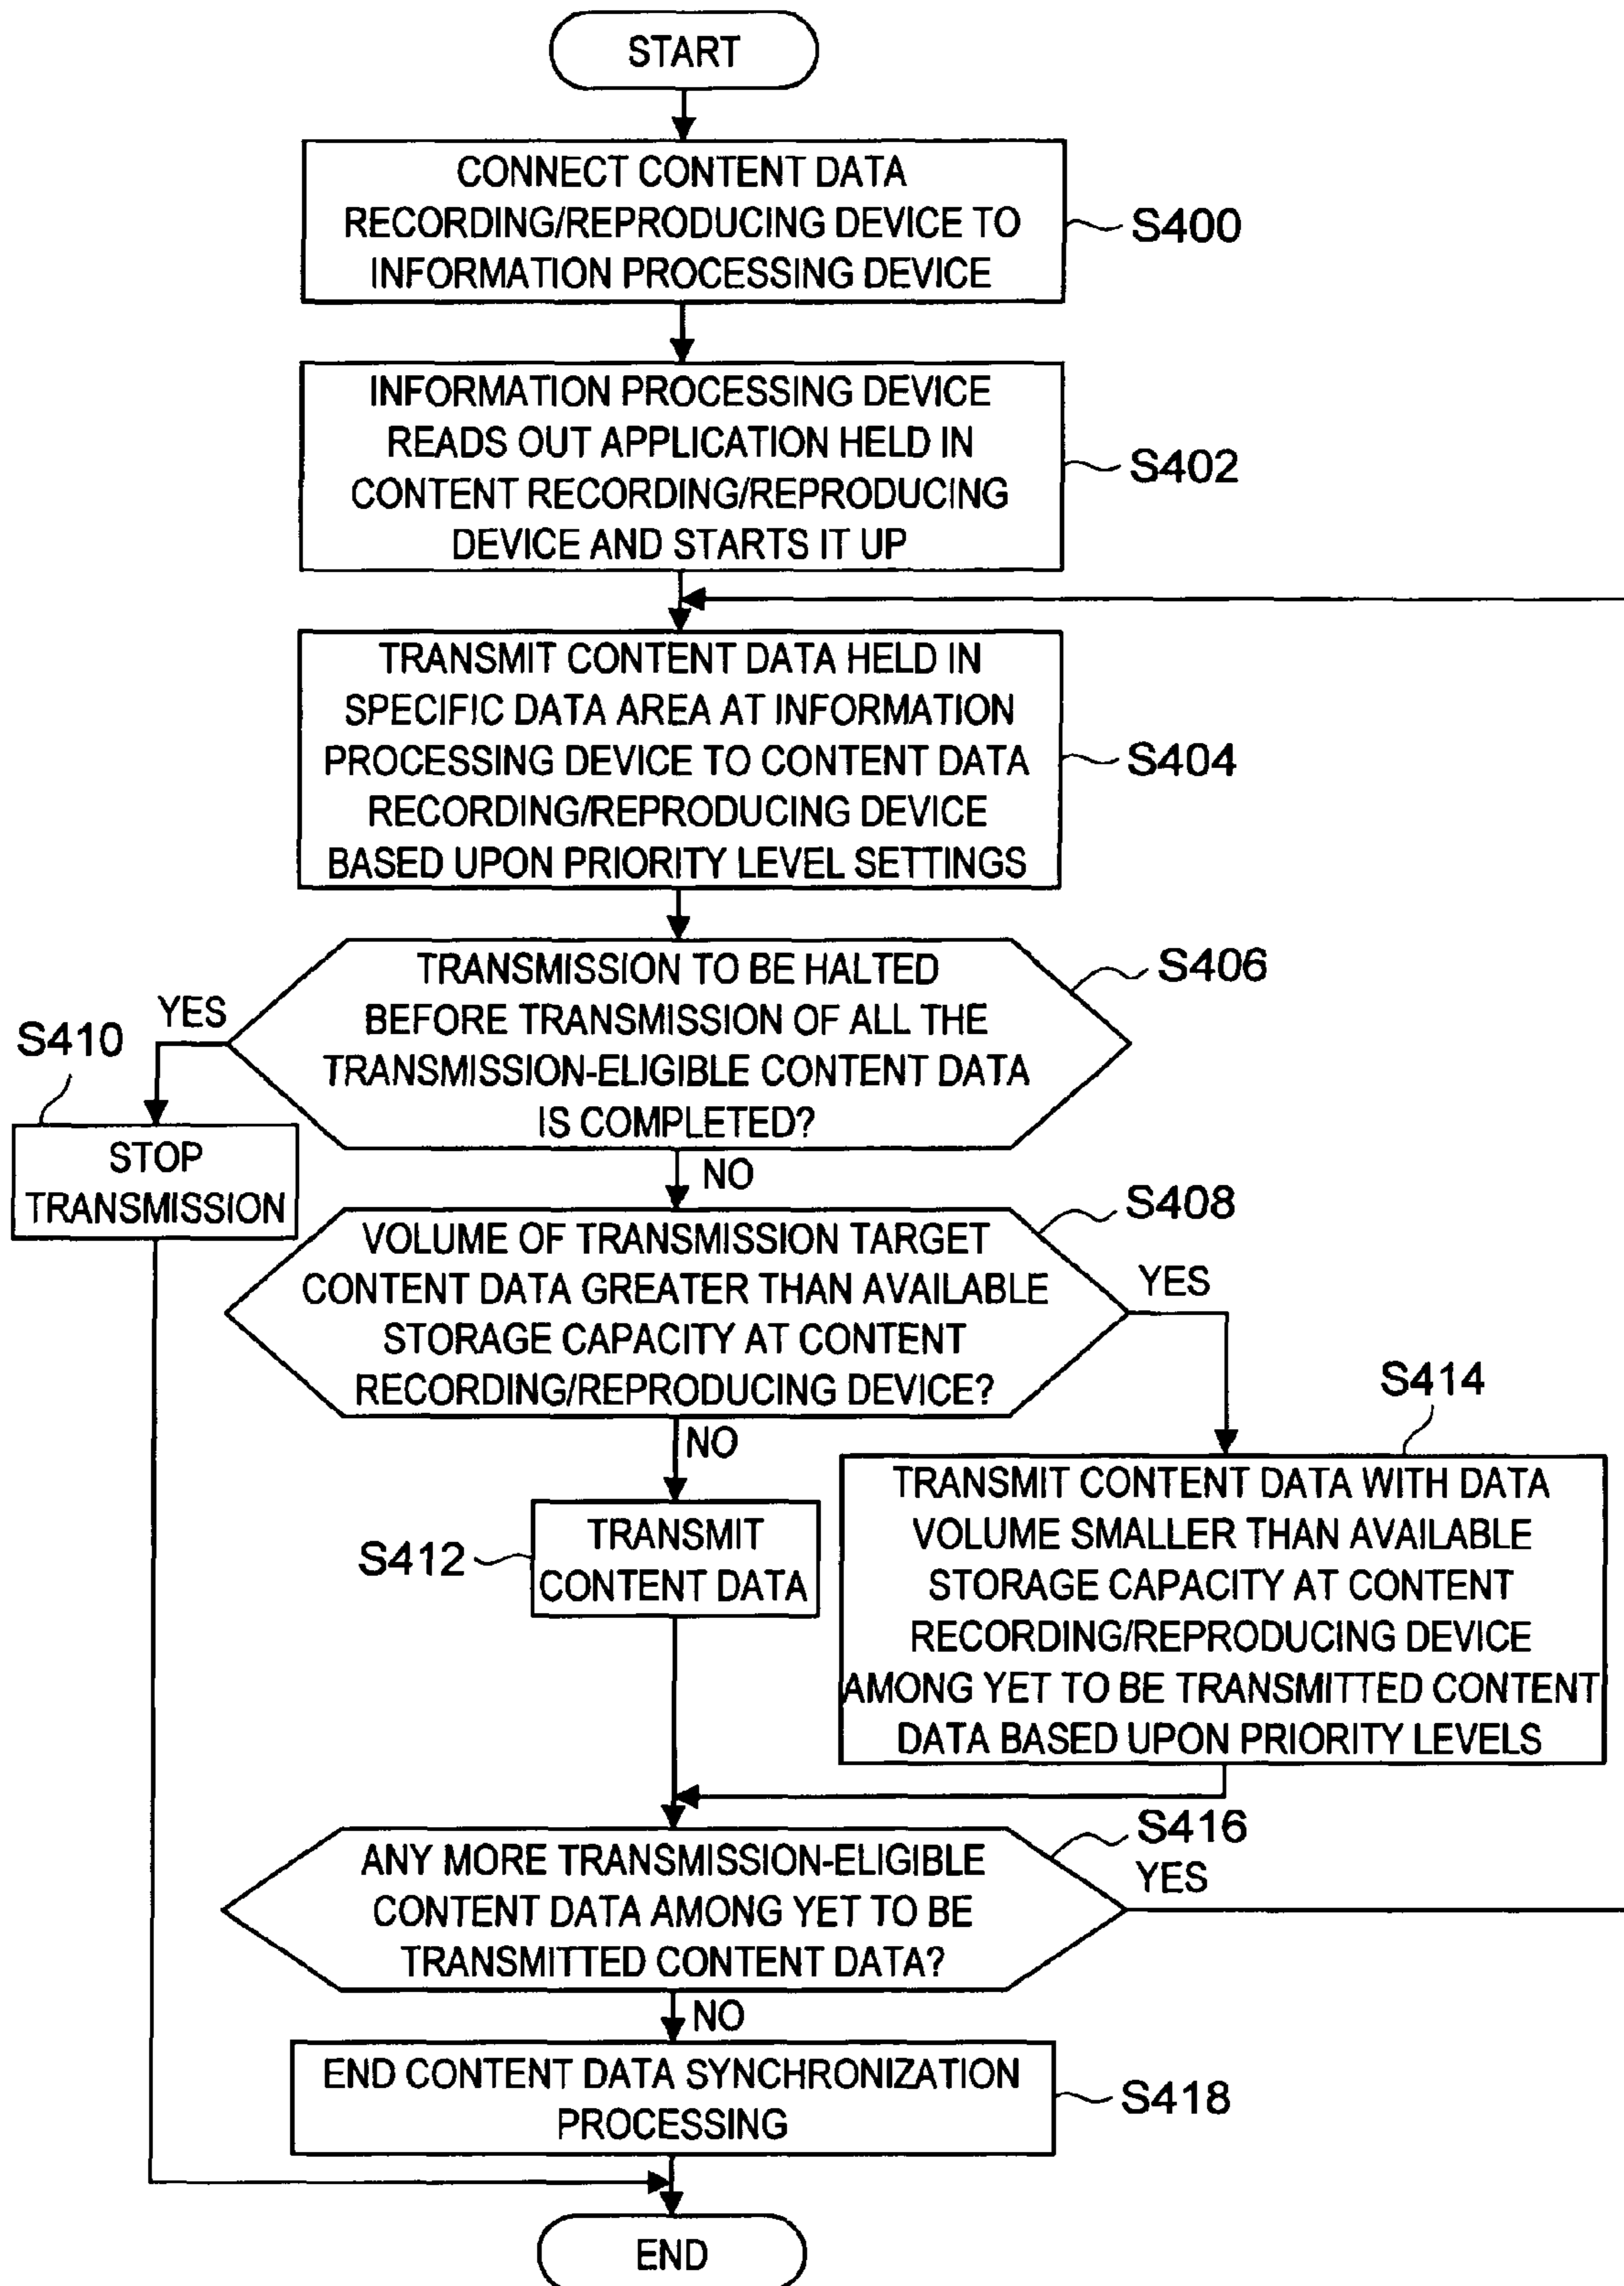 START
CONNECT CONTENT DATA
RECORDING/REPRODUCING DEVICE TO
INFORMATION PROCESSING DEVICE
S400
INFORMATION PROCESSING DEVICE
READS OUT APPLICATION HELD IN
CONTENT RECORDING/REPRODUCING
DEVICE AND STARTS IT UP
S402
TRANSMIT CONTENT DATA HELD IN
SPECIFIC DATA AREA AT INFORMATION
PROCESSING DEVICE TO CONTENT DATA
RECORDING/REPRODUCING DEVICE
BASED UPON PRIORITY LEVEL SETTINGS
S404
TRANSMISSION TO BE HALTED
BEFORE TRANSMISSION OF ALL THE
TRANSMISSION-ELIGIBLE CONTENT DATA
IS COMPLETED?
S406
YES
S410
STOP
TRANSMISSION
NO
VOLUME OF TRANSMISSION TARGET
CONTENT DATA GREATER THAN AVAILABLE
STORAGE CAPACITY AT CONTENT
RECORDING/REPRODUCING DEVICE?
S408
YES
NO
S412
TRANSMIT
CONTENT DATA
S414
TRANSMIT CONTENT DATA WITH DATA
VOLUME SMALLER THAN AVAILABLE
STORAGE CAPACITY AT CONTENT
RECORDING/REPRODUCING DEVICE
AMONG YET TO BE TRANSMITTED CONTENT
DATA BASED UPON PRIORITY LEVELS
ANY MORE TRANSMISSION-ELIGIBLE
CONTENT DATA AMONG YET TO BE
TRANSMITTED CONTENT DATA?
S416
YES
NO
END CONTENT DATA SYNCHRONIZATION
PROCESSING
S418
END